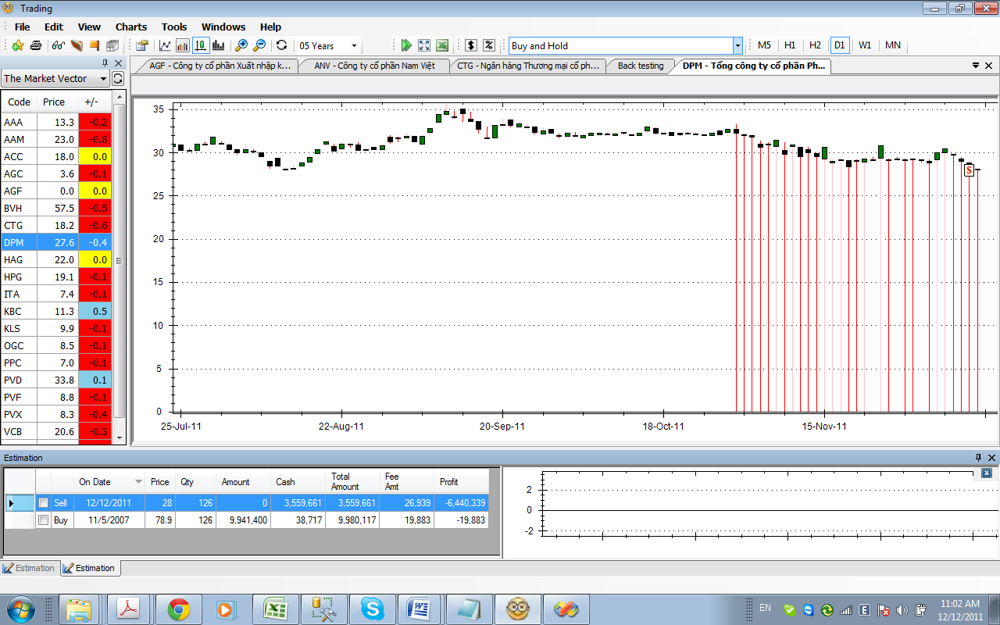 Trading
File Edit View Charts Tools Windows Help
05 Years Buy and Hold M5 H1 H2 D1 W1 MN
The Market Vector
AGF - Công ty cổ phần Xuất nhập k... ANV - Công ty cổ phần Nam Việt CTG - Ngân hàng Thương mại cổ ph... Back testing DPM - Tổng công ty cổ phần Ph...
Code Price +/-
AAA 13.3 -0.2
AAM 23.0 -0.8
ACC 18.0 0.0
AGC 3.6 -0.1
AGF 0.0 0.0
BVH 57.5 -0.5
CTG 18.2 -0.6
DPM 27.6 -0.4
HAG 22.0 0.0
HPG 19.1 -0.1
ITA 7.4 -0.1
KBC 11.3 0.5
KLS 9.9 -0.1
OGC 8.5 -0.1
PPC 7.0 -0.1
PVD 33.8 0.1
PVF 8.8 -0.1
PVX 8.3 -0.4
VCB 20.6 -0.3
35
30
25
20
15
10
5
0
S
25-Jul-11 22-Aug-11 20-Sep-11 18-Oct-11 15-Nov-11
Estimation
On Date Price Qty Amount Cash Total Amount Fee Amt Profit
Sell 12/12/2011 28 126 0 3,559,661 3,559,661 26,939 -6,440,339
Buy 11/5/2007 78.9 126 9,941,400 38,717 9,980,117 19,883 -19,883
2
0
-2
Estimation Estimation
EN
11:02 AM
12/12/2011